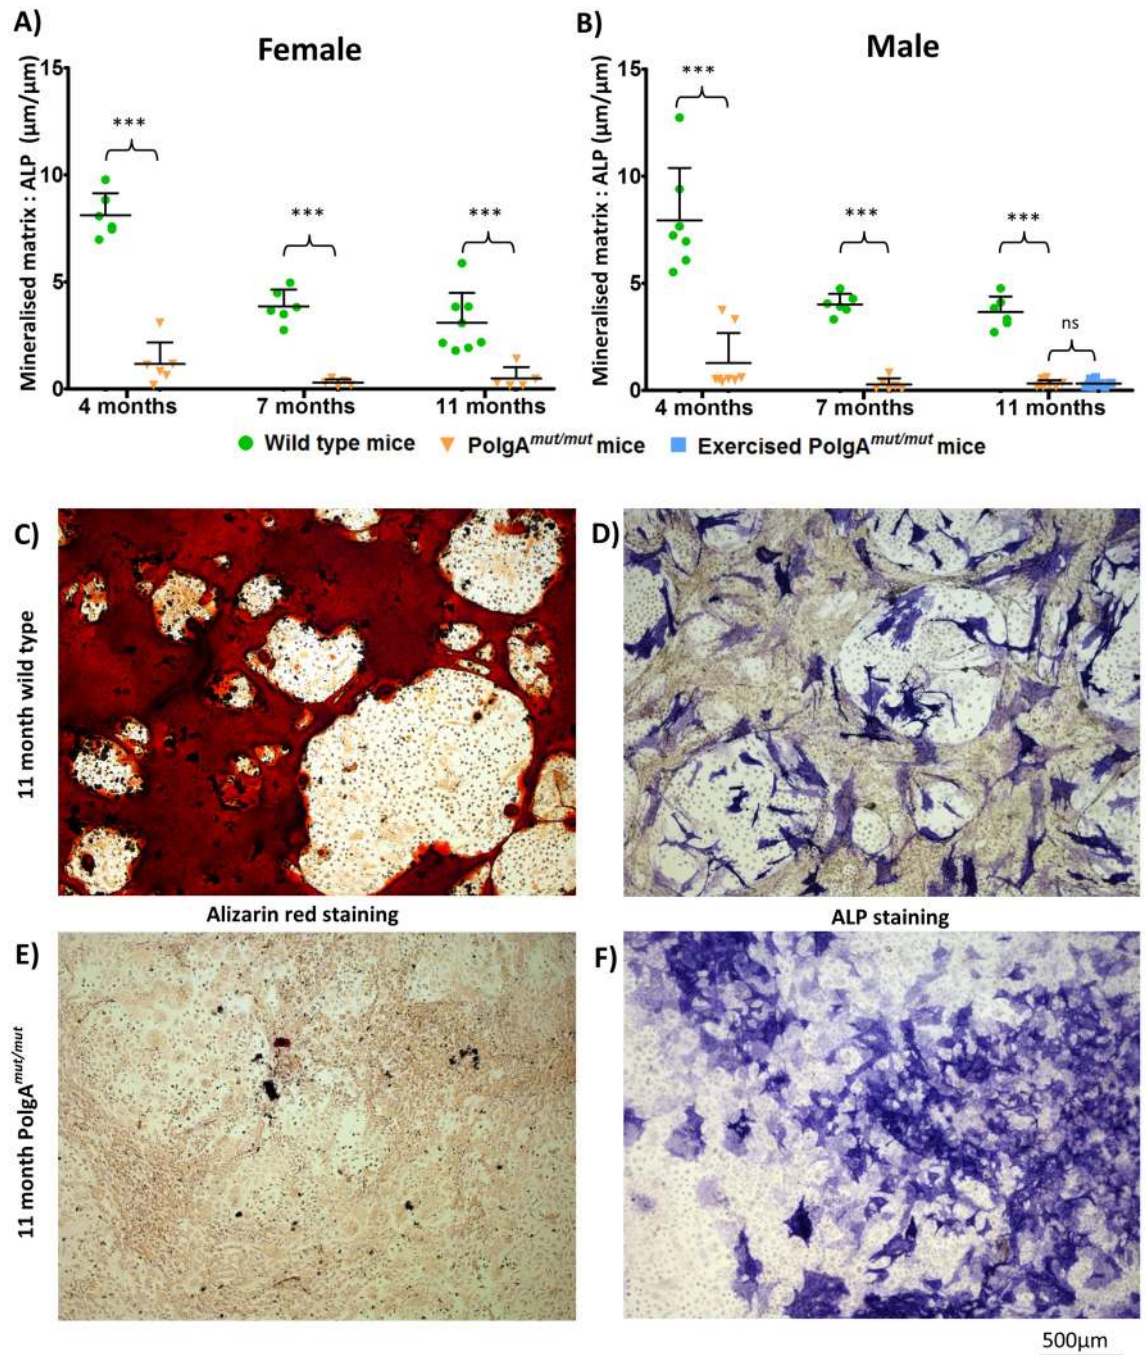 A)
Female
Mineralised matrix : ALP (µm/µm)
15
10
5
0
***
***
***
4 months
7 months
11 months
B)
Male
Mineralised matrix : ALP (µm/µm)
15
10
5
0
***
***
***
ns
4 months
7 months
11 months
Wild type mice
PolgA^mut/mut mice
Exercised PolgA^mut/mut mice
C)
D)
11 month wild type
Alizarin red staining
ALP staining
E)
F)
11 month PolgA^mut/mut
500µm